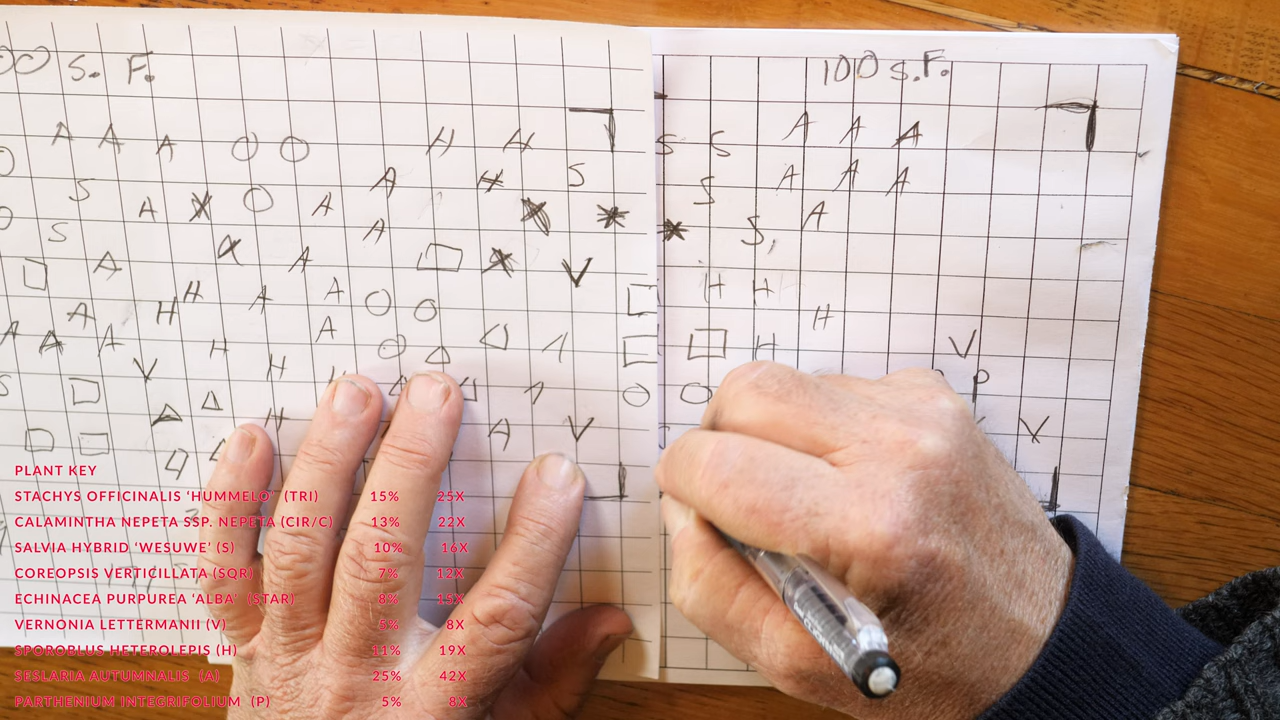 00 S. F.
A A A H H
S A H S
A A
S A
A A V
H A A
A H
A A A A
H
V H
S
H A V
100 S.F.
S S A A A
S A A A
S, A
H H
H
H V
P
V
PLANT KEY
STACHYS OFFICINALIS ‘HUMMELO’ (TRI) 15% 25X
CALAMINTHA NEPETA SSP. NEPETA (CIR/C) 13% 22X
SALVIA HYBRID ‘WESUWE’ (S) 10% 16X
COREOPSIS VERTICILLATA (SQR) 7% 12X
ECHINACEA PURPUREA ‘ALBA’ (STAR) 8% 15X
VERNONIA LETTERMANII (V) 5% 8X
SPOROBLUS HETEROLEPIS (H) 11% 19X
SESLARIA AUTUMNALIS (A) 25% 42X
PARTHENIUM INTEGRIFOLIUM (P) 5% 8X